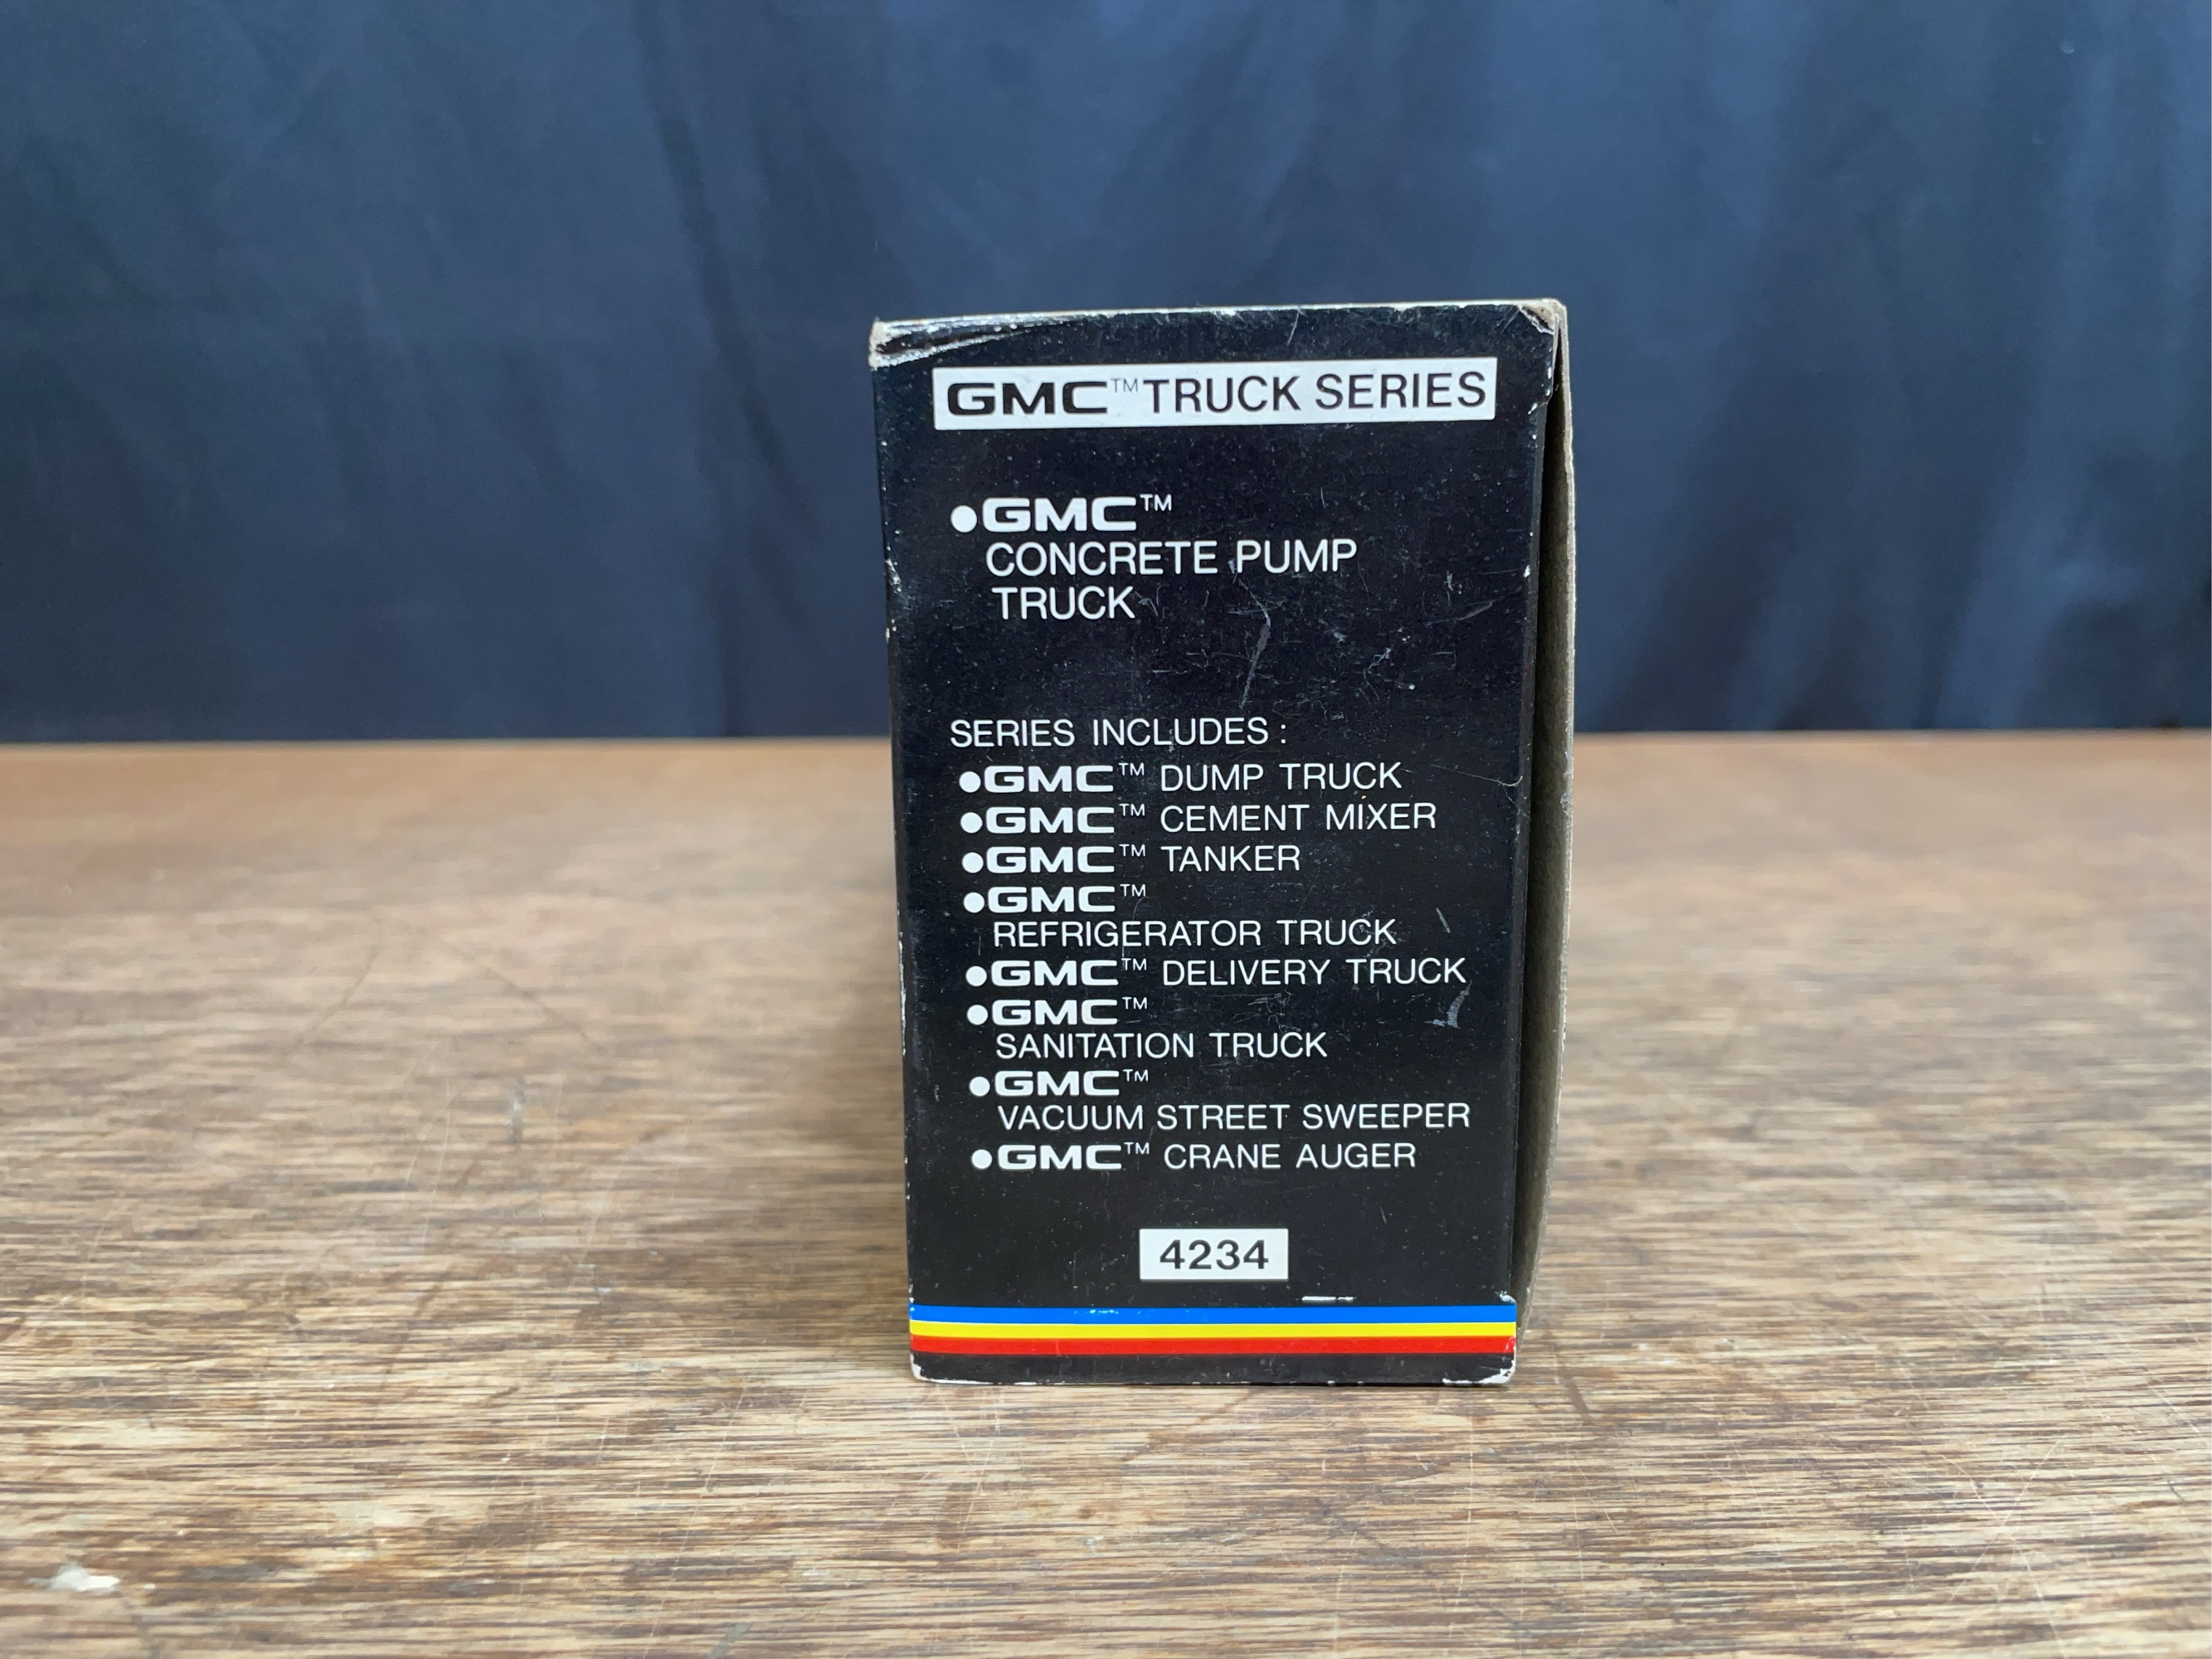 GMC™ TRUCK SERIES
●GMC™
CONCRETE PUMP
TRUCK
SERIES INCLUDES :
●GMC™ DUMP TRUCK
●GMC™ CEMENT MIXER
●GMC™ TANKER
●GMC™
REFRIGERATOR TRUCK
●GMC™ DELIVERY TRUCK
●GMC™
SANITATION TRUCK
●GMC™
VACUUM STREET SWEEPER
●GMC™ CRANE AUGER
4234